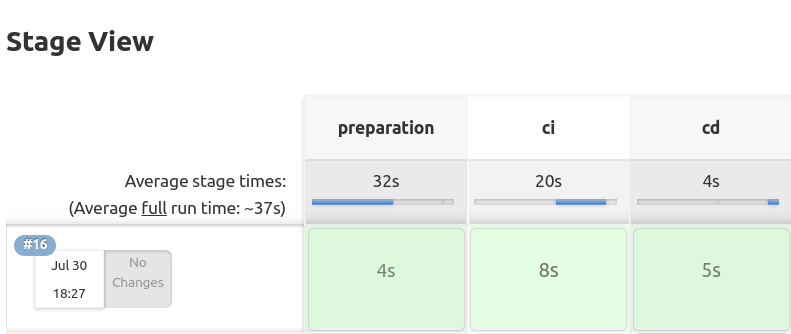 Stage View
preparation ci cd
Average stage times: 32s 20s 4s
(Average full run time: ~37s)
#16
Jul 30 No
Changes
18:27
4s 8s 5s